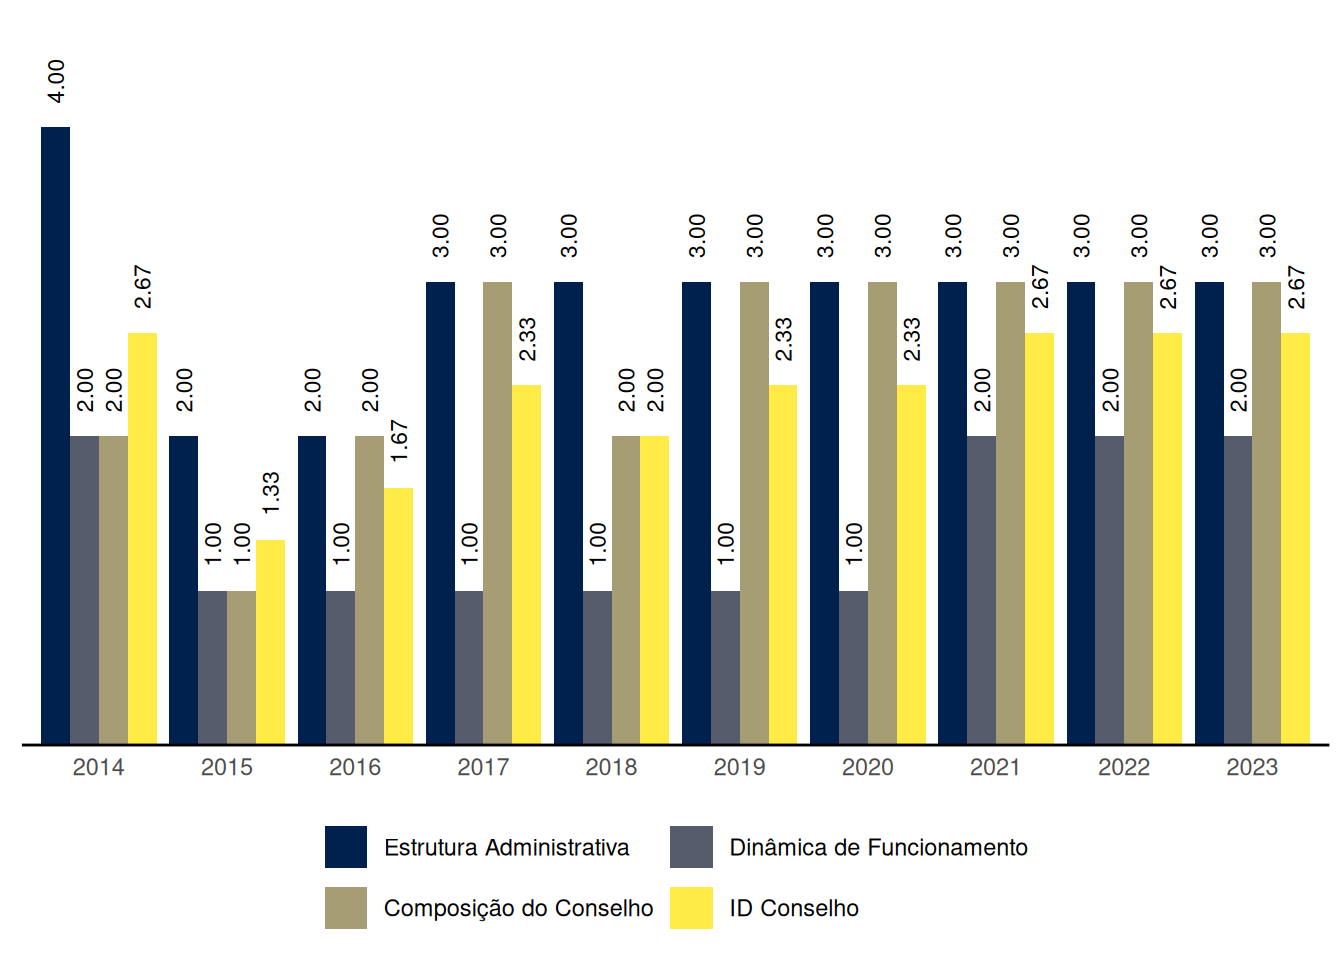 4.00 2.00 2.00 2.67 2.00 1.00 1.00 1.33 2.00 1.00 2.00 1.67 3.00 1.00 3.00 2.33 3.00 1.00 2.00 2.00 3.00 1.00 3.00 2.33 3.00 1.00 3.00 2.33 3.00 2.00 3.00 2.67 3.00 2.00 3.00 2.67 3.00 2.00 3.00 2.67
2014 2015 2016 2017 2018 2019 2020 2021 2022 2023
Estrutura Administrativa Dinâmica de Funcionamento
Composição do Conselho ID Conselho